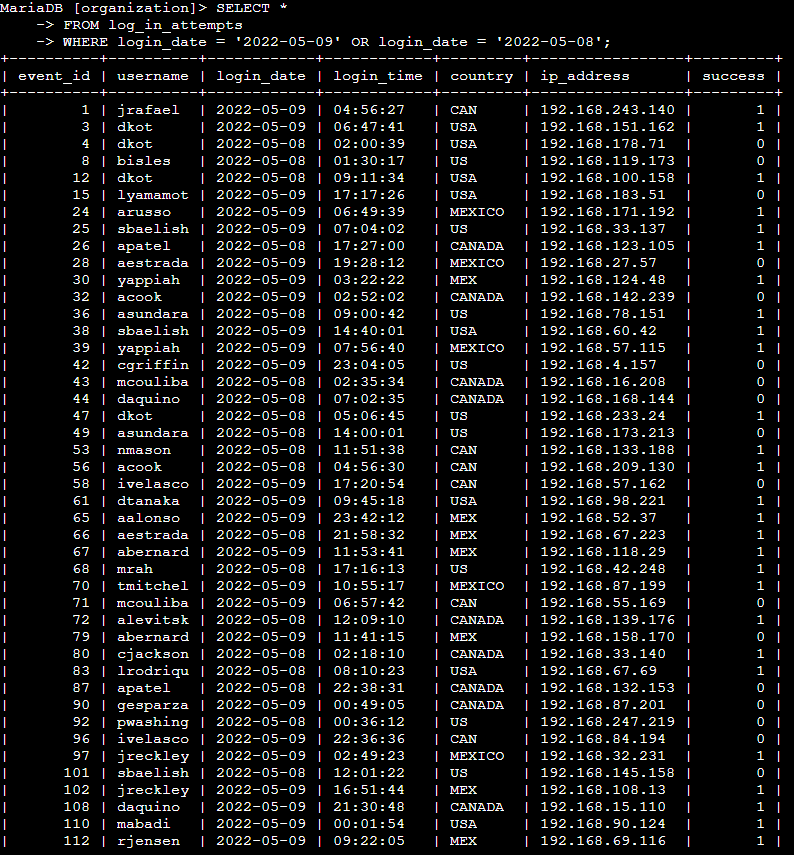 MariaDB [organization]> SELECT *
    -> FROM log_in_attempts
    -> WHERE login_date = '2022-05-09' OR login_date = '2022-05-08';
+----------+----------+------------+------------+---------+-----------------+---------+
| event_id | username | login_date | login_time | country | ip_address      | success |
+----------+----------+------------+------------+---------+-----------------+---------+
|        1 | jrafael  | 2022-05-09 | 04:56:27   | CAN     | 192.168.243.140 |       1 |
|        3 | dkot     | 2022-05-09 | 06:47:41   | USA     | 192.168.151.162 |       1 |
|        4 | dkot     | 2022-05-08 | 02:00:39   | USA     | 192.168.178.71  |       0 |
|        8 | bisles   | 2022-05-08 | 01:30:17   | US      | 192.168.119.173 |       0 |
|       12 | dkot     | 2022-05-08 | 09:11:34   | USA     | 192.168.100.158 |       1 |
|       15 | lyamamot | 2022-05-09 | 17:17:26   | USA     | 192.168.183.51  |       0 |
|       24 | arusso   | 2022-05-09 | 06:49:39   | MEXICO  | 192.168.171.192 |       1 |
|       25 | sbaelish | 2022-05-09 | 07:04:02   | US      | 192.168.33.137  |       1 |
|       26 | apatel   | 2022-05-08 | 17:27:00   | CANADA  | 192.168.123.105 |       1 |
|       28 | aestrada | 2022-05-09 | 19:28:12   | MEXICO  | 192.168.27.57   |       0 |
|       30 | yappiah  | 2022-05-09 | 03:22:22   | MEX     | 192.168.124.48  |       1 |
|       32 | acook    | 2022-05-09 | 02:52:02   | CANADA  | 192.168.142.239 |       0 |
|       36 | asundara | 2022-05-08 | 09:00:42   | US      | 192.168.78.151  |       1 |
|       38 | sbaelish | 2022-05-09 | 14:40:01   | USA     | 192.168.60.42   |       1 |
|       39 | yappiah  | 2022-05-09 | 07:56:40   | MEXICO  | 192.168.57.115  |       1 |
|       42 | cgriffin | 2022-05-09 | 23:04:05   | US      | 192.168.4.157   |       0 |
|       43 | mcouliba | 2022-05-08 | 02:35:34   | CANADA  | 192.168.16.208  |       0 |
|       44 | daquino  | 2022-05-08 | 07:02:35   | CANADA  | 192.168.168.144 |       0 |
|       47 | dkot     | 2022-05-08 | 05:06:45   | US      | 192.168.233.24  |       1 |
|       49 | asundara | 2022-05-08 | 14:00:01   | US      | 192.168.173.213 |       0 |
|       53 | nmason   | 2022-05-08 | 11:51:38   | CAN     | 192.168.133.188 |       1 |
|       56 | acook    | 2022-05-08 | 04:56:30   | CAN     | 192.168.209.130 |       1 |
|       58 | ivelasco | 2022-05-09 | 17:20:54   | CAN     | 192.168.57.162  |       0 |
|       61 | dtanaka  | 2022-05-09 | 09:45:18   | USA     | 192.168.98.221  |       1 |
|       65 | aalonso  | 2022-05-09 | 23:42:12   | MEX     | 192.168.52.37   |       1 |
|       66 | aestrada | 2022-05-08 | 21:58:32   | MEX     | 192.168.67.223  |       1 |
|       67 | abernard | 2022-05-09 | 11:53:41   | MEX     | 192.168.118.29  |       1 |
|       68 | mrah     | 2022-05-08 | 17:16:13   | US      | 192.168.42.248  |       1 |
|       70 | tmitchel | 2022-05-09 | 10:55:17   | MEXICO  | 192.168.87.199  |       1 |
|       71 | mcouliba | 2022-05-09 | 06:57:42   | CAN     | 192.168.55.169  |       0 |
|       72 | alevitsk | 2022-05-08 | 12:09:10   | CANADA  | 192.168.139.176 |       1 |
|       79 | abernard | 2022-05-09 | 11:41:15   | MEX     | 192.168.158.170 |       0 |
|       80 | cjackson | 2022-05-08 | 02:18:10   | CANADA  | 192.168.33.140  |       1 |
|       83 | lrodriqu | 2022-05-08 | 08:10:23   | USA     | 192.168.67.69   |       1 |
|       87 | apatel   | 2022-05-08 | 22:38:31   | CANADA  | 192.168.132.153 |       0 |
|       90 | gesparza | 2022-05-09 | 00:49:05   | CANADA  | 192.168.87.201  |       0 |
|       92 | pwashing | 2022-05-08 | 00:36:12   | US      | 192.168.247.219 |       0 |
|       96 | ivelasco | 2022-05-09 | 22:36:36   | CAN     | 192.168.84.194  |       0 |
|       97 | jreckley | 2022-05-09 | 02:49:23   | MEXICO  | 192.168.32.231  |       1 |
|      101 | sbaelish | 2022-05-08 | 12:01:22   | US      | 192.168.145.158 |       0 |
|      102 | jreckley | 2022-05-09 | 16:51:44   | MEX     | 192.168.108.13  |       1 |
|      108 | daquino  | 2022-05-09 | 21:30:48   | CANADA  | 192.168.15.110  |       1 |
|      110 | mabadi   | 2022-05-09 | 00:01:54   | USA     | 192.168.90.124  |       1 |
|      112 | rjensen  | 2022-05-09 | 09:22:05   | MEX     | 192.168.69.116  |       1 |